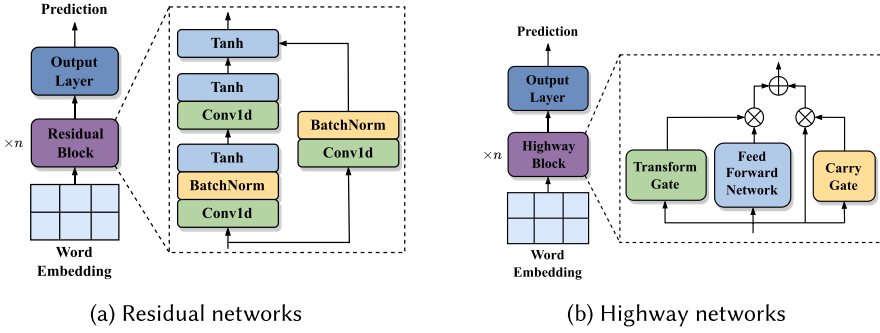 Prediction
Output
Layer
×n
Residual
Block
Word
Embedding
Tanh
Tanh
Conv1d
Tanh
BatchNorm
Conv1d
BatchNorm
Conv1d
(a) Residual networks
Prediction
Output
Layer
×n
Highway
Block
Word
Embedding
Transform
Gate
Feed
Forward
Network
Carry
Gate
(b) Highway networks